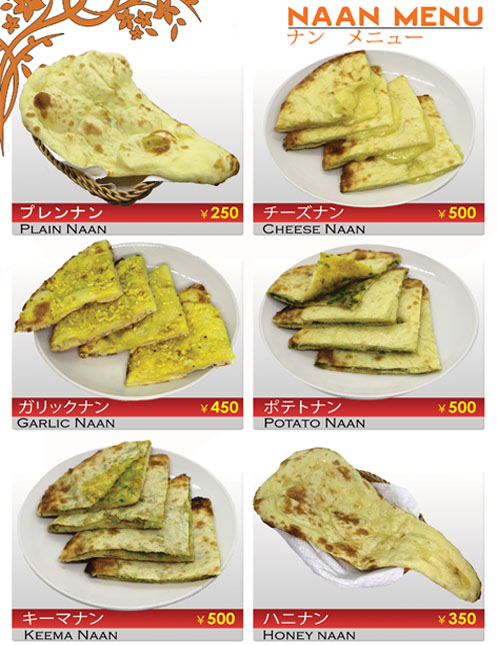 NAAN MENU
ナン メニュー
プレンナン ¥250
PLAIN NAAN
チーズナン ¥500
CHEESE NAAN
ガリックナン ¥450
GARLIC NAAN
ポテトナン ¥500
POTATO NAAN
キーマナン ¥500
KEEMA NAAN
ハニナン ¥350
HONEY NAAN